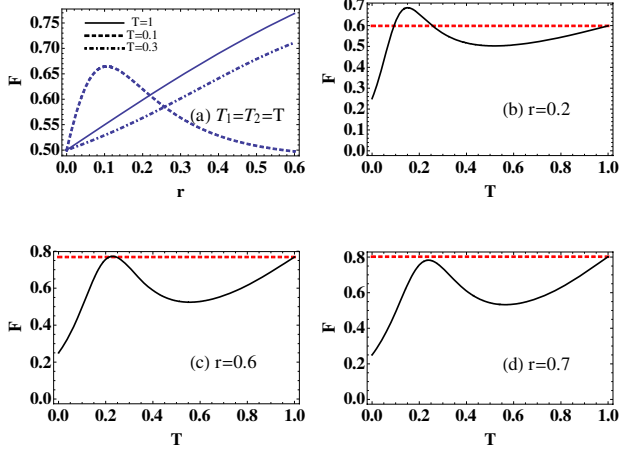 F
0.75
0.70
0.65
0.60
0.55
0.50
T=1
T=0.1
T=0.3
(a) T₁=T₂=T
0.0 0.1 0.2 0.3 0.4 0.5 0.6
r
F
0.7
0.6
0.5
0.4
0.3
0.2
0.1
0.0
(b) r=0.2
0.0 0.2 0.4 0.6 0.8 1.0
T
F
0.8
0.6
0.4
0.2
0.0
(c) r=0.6
0.0 0.2 0.4 0.6 0.8 1.0
T
F
0.8
0.6
0.4
0.2
0.0
(d) r=0.7
0.0 0.2 0.4 0.6 0.8 1.0
T